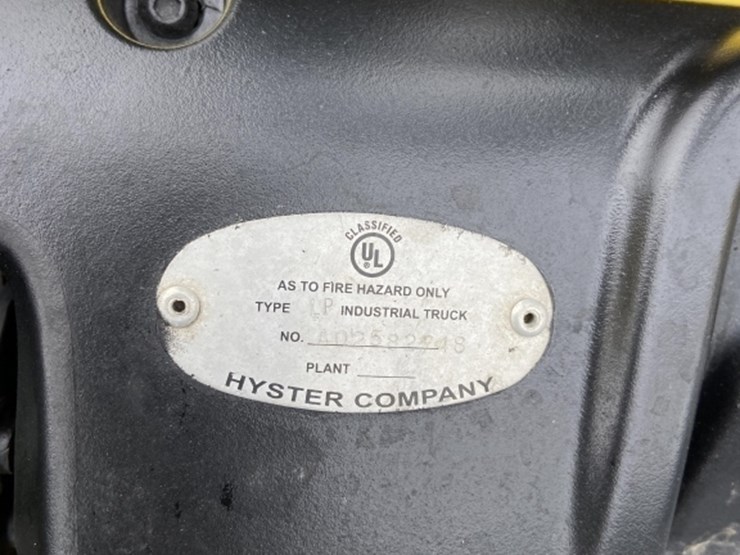 CLASSIFIED
UL
®
AS TO FIRE HAZARD ONLY
TYPE LP INDUSTRIAL TRUCK
NO.
PLANT
HYSTER COMPANY